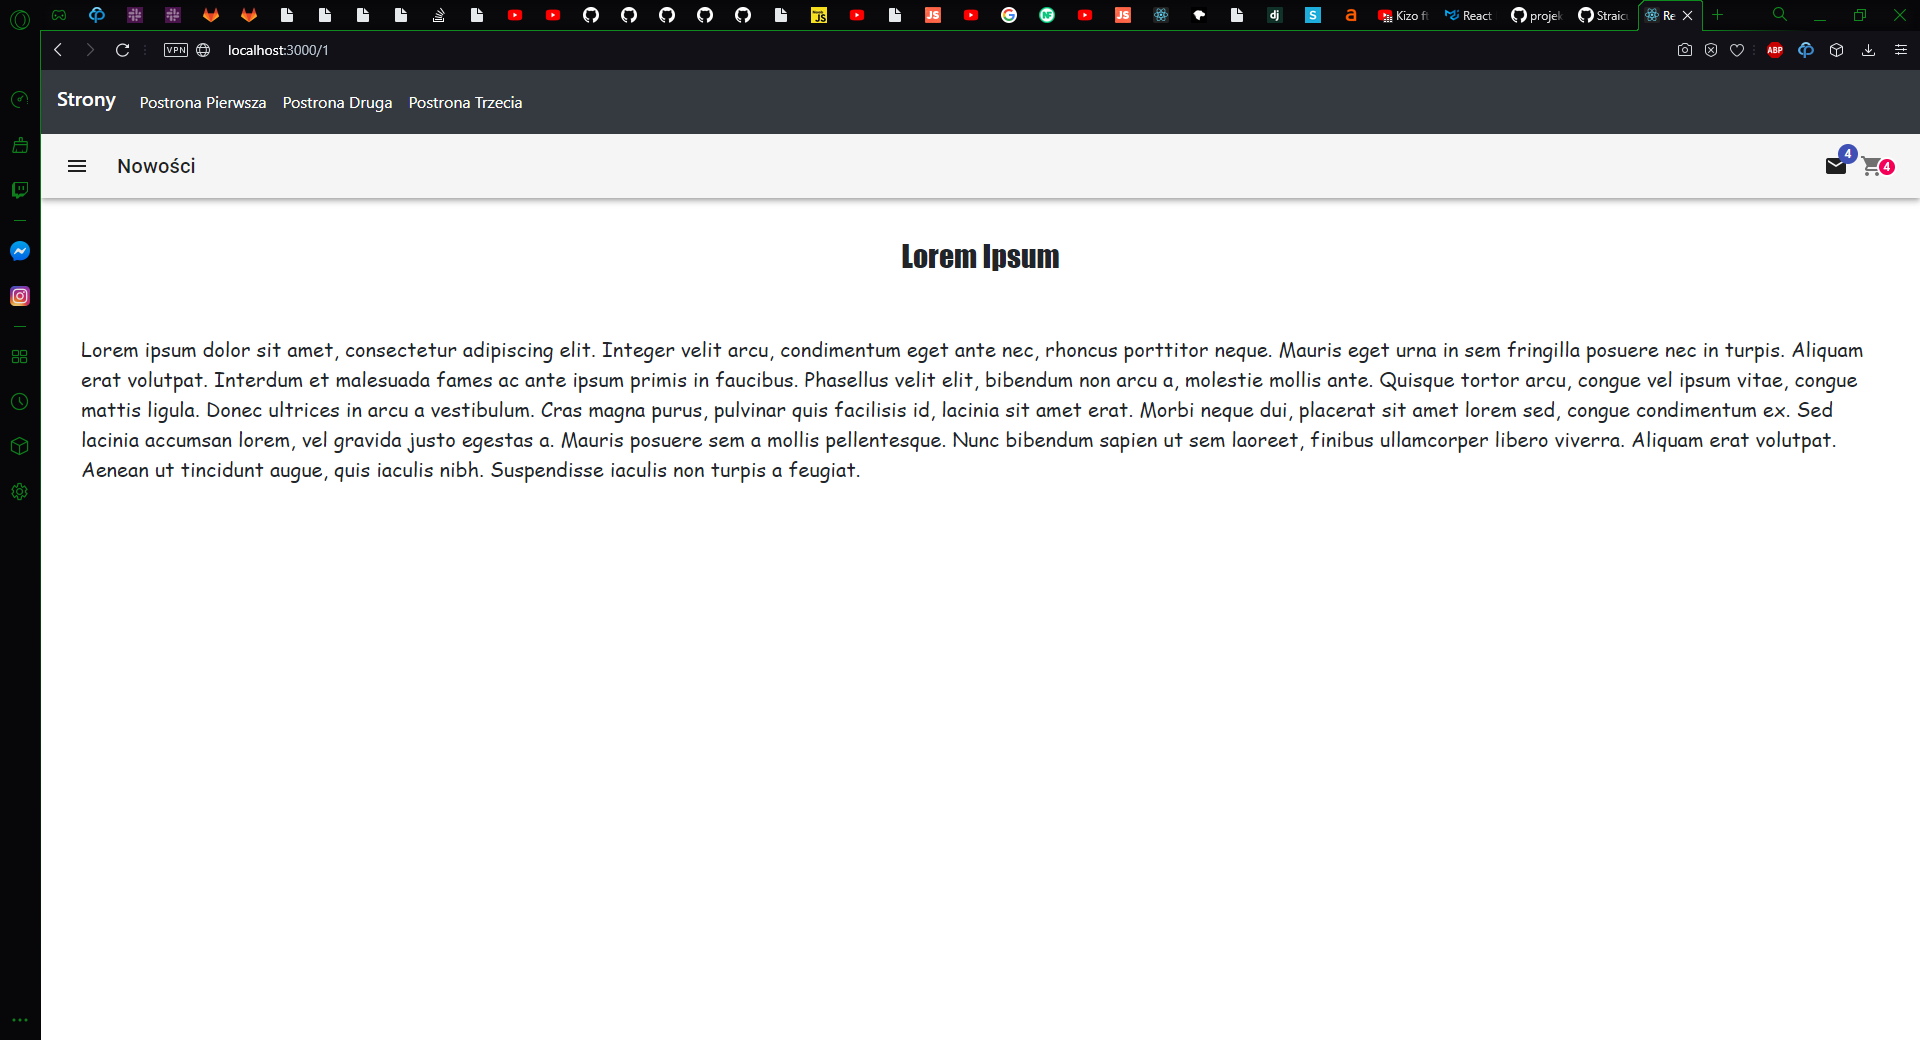 JS JS JS dj S a Kizo ft React projek Straicu Re
VPN localhost:3000/1 ABP
Strony Postrona Pierwsza Postrona Druga Postrona Trzecia
Nowości 4 4
Lorem Ipsum
Lorem ipsum dolor sit amet, consectetur adipiscing elit. Integer velit arcu, condimentum eget ante nec, rhoncus porttitor neque. Mauris eget urna in sem fringilla posuere nec in turpis. Aliquam
erat volutpat. Interdum et malesuada fames ac ante ipsum primis in faucibus. Phasellus velit elit, bibendum non arcu a, molestie mollis ante. Quisque tortor arcu, congue vel ipsum vitae, congue
mattis ligula. Donec ultrices in arcu a vestibulum. Cras magna purus, pulvinar quis facilisis id, lacinia sit amet erat. Morbi neque dui, placerat sit amet lorem sed, congue condimentum ex. Sed
lacinia accumsan lorem, vel gravida justo egestas a. Mauris posuere sem a mollis pellentesque. Nunc bibendum sapien ut sem laoreet, finibus ullamcorper libero viverra. Aliquam erat volutpat.
Aenean ut tincidunt augue, quis iaculis nibh. Suspendisse iaculis non turpis a feugiat.